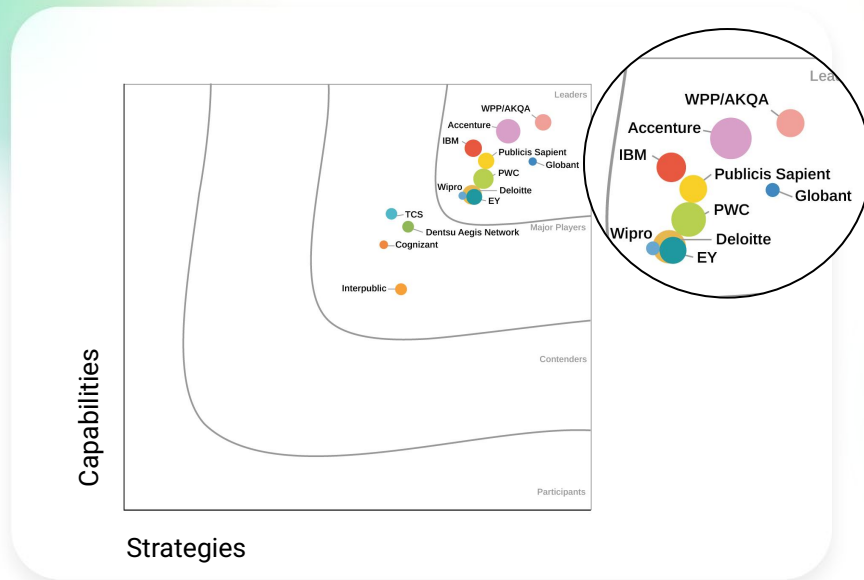 Leaders
WPP/AKQA
Accenture
IBM
Publicis Sapient
Globant
PWC
Wipro
Deloitte
EY
TCS
Major Players
Dentsu Aegis Network
Cognizant
Interpublic
Contenders
Participants
Capabilities
Strategies
WPP/AKQA
Accenture
IBM
Publicis Sapient
Globant
PWC
Wipro
Deloitte
EY